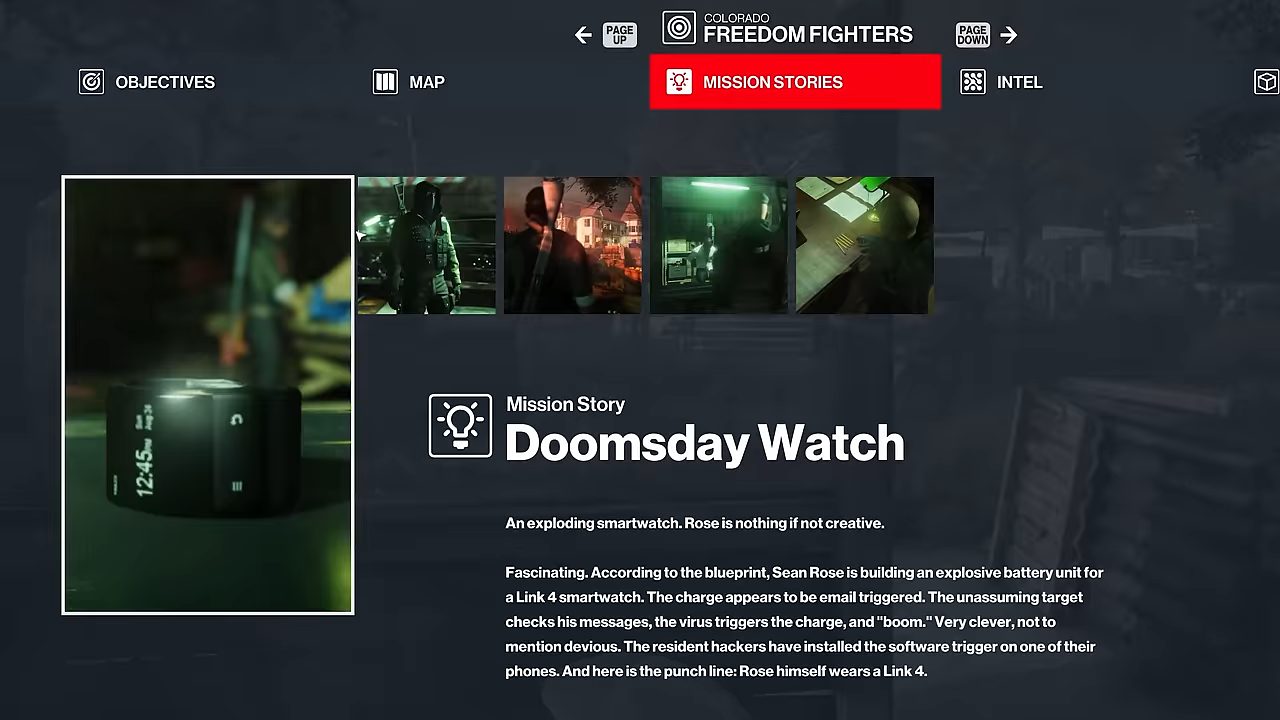 PAGE UP
COLORADO
FREEDOM FIGHTERS
PAGE DOWN
OBJECTIVES
MAP
MISSION STORIES
INTEL
12:45PM
Sun
Aug 24
Mission Story
Doomsday Watch
An exploding smartwatch. Rose is nothing if not creative.
Fascinating. According to the blueprint, Sean Rose is building an explosive battery unit for
a Link 4 smartwatch. The charge appears to be email triggered. The unassuming target
checks his messages, the virus triggers the charge, and "boom." Very clever, not to
mention devious. The resident hackers have installed the software trigger on one of their
phones. And here is the punch line: Rose himself wears a Link 4.